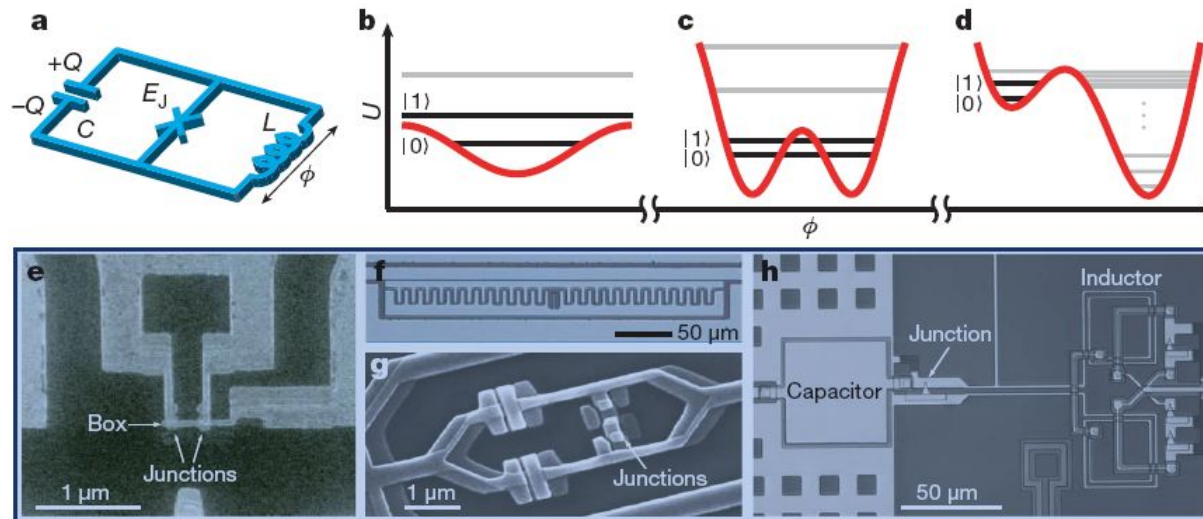 a
+Q
−Q
C
E_J
L
ϕ
b
U
|1⟩
|0⟩
c
|1⟩
|0⟩
ϕ
d
|1⟩
|0⟩
e
Box
Junctions
1 μm
f
50 μm
g
Junctions
1 μm
h
Capacitor
Junction
Inductor
50 μm